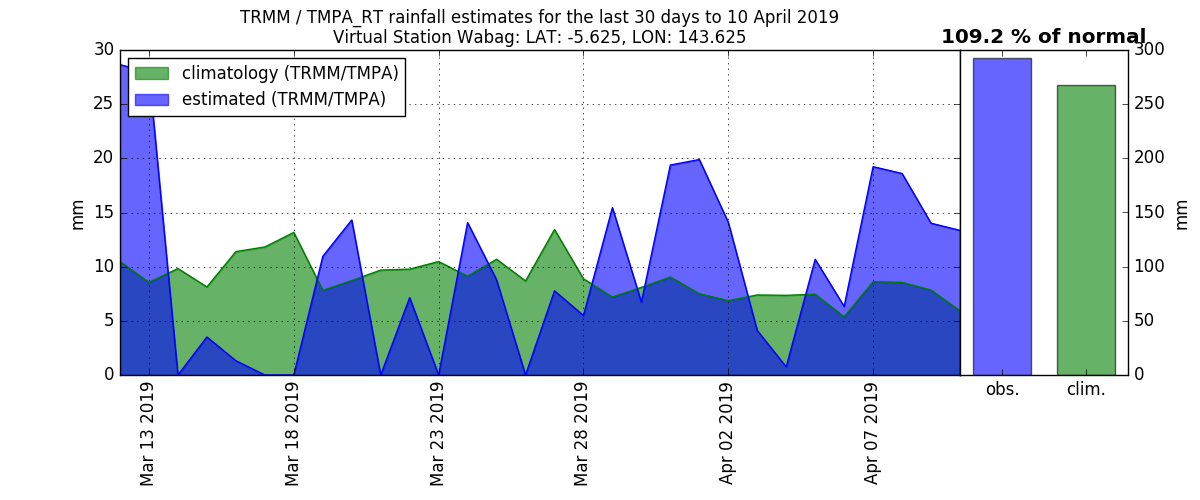 TRMM / TMPA_RT rainfall estimates for the last 30 days to 10 April 2019
Virtual Station Wabag: LAT: -5.625, LON: 143.625
109.2 % of normal
climatology (TRMM/TMPA)
estimated (TRMM/TMPA)
30
25
20
15
10
5
0
mm
300
250
200
150
100
50
0
mm
obs. clim.
Mar 13 2019
Mar 18 2019
Mar 23 2019
Mar 28 2019
Apr 02 2019
Apr 07 2019